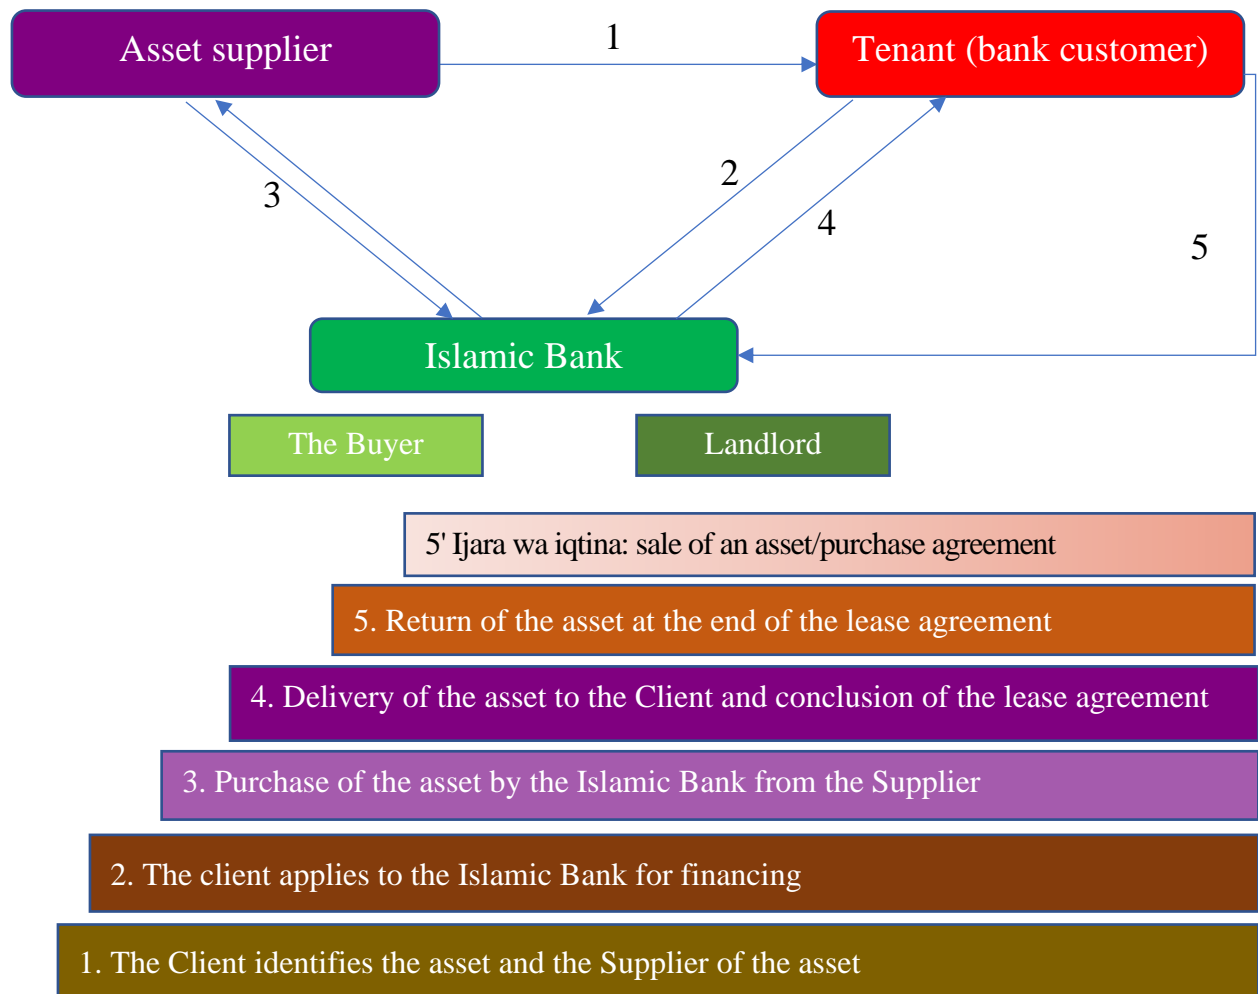 Asset supplier
1
Tenant (bank customer)
3
2
4
5
Islamic Bank
The Buyer
Landlord
5' Ijara wa iqtina: sale of an asset/purchase agreement
5. Return of the asset at the end of the lease agreement
4. Delivery of the asset to the Client and conclusion of the lease agreement
3. Purchase of the asset by the Islamic Bank from the Supplier
2. The client applies to the Islamic Bank for financing
1. The Client identifies the asset and the Supplier of the asset